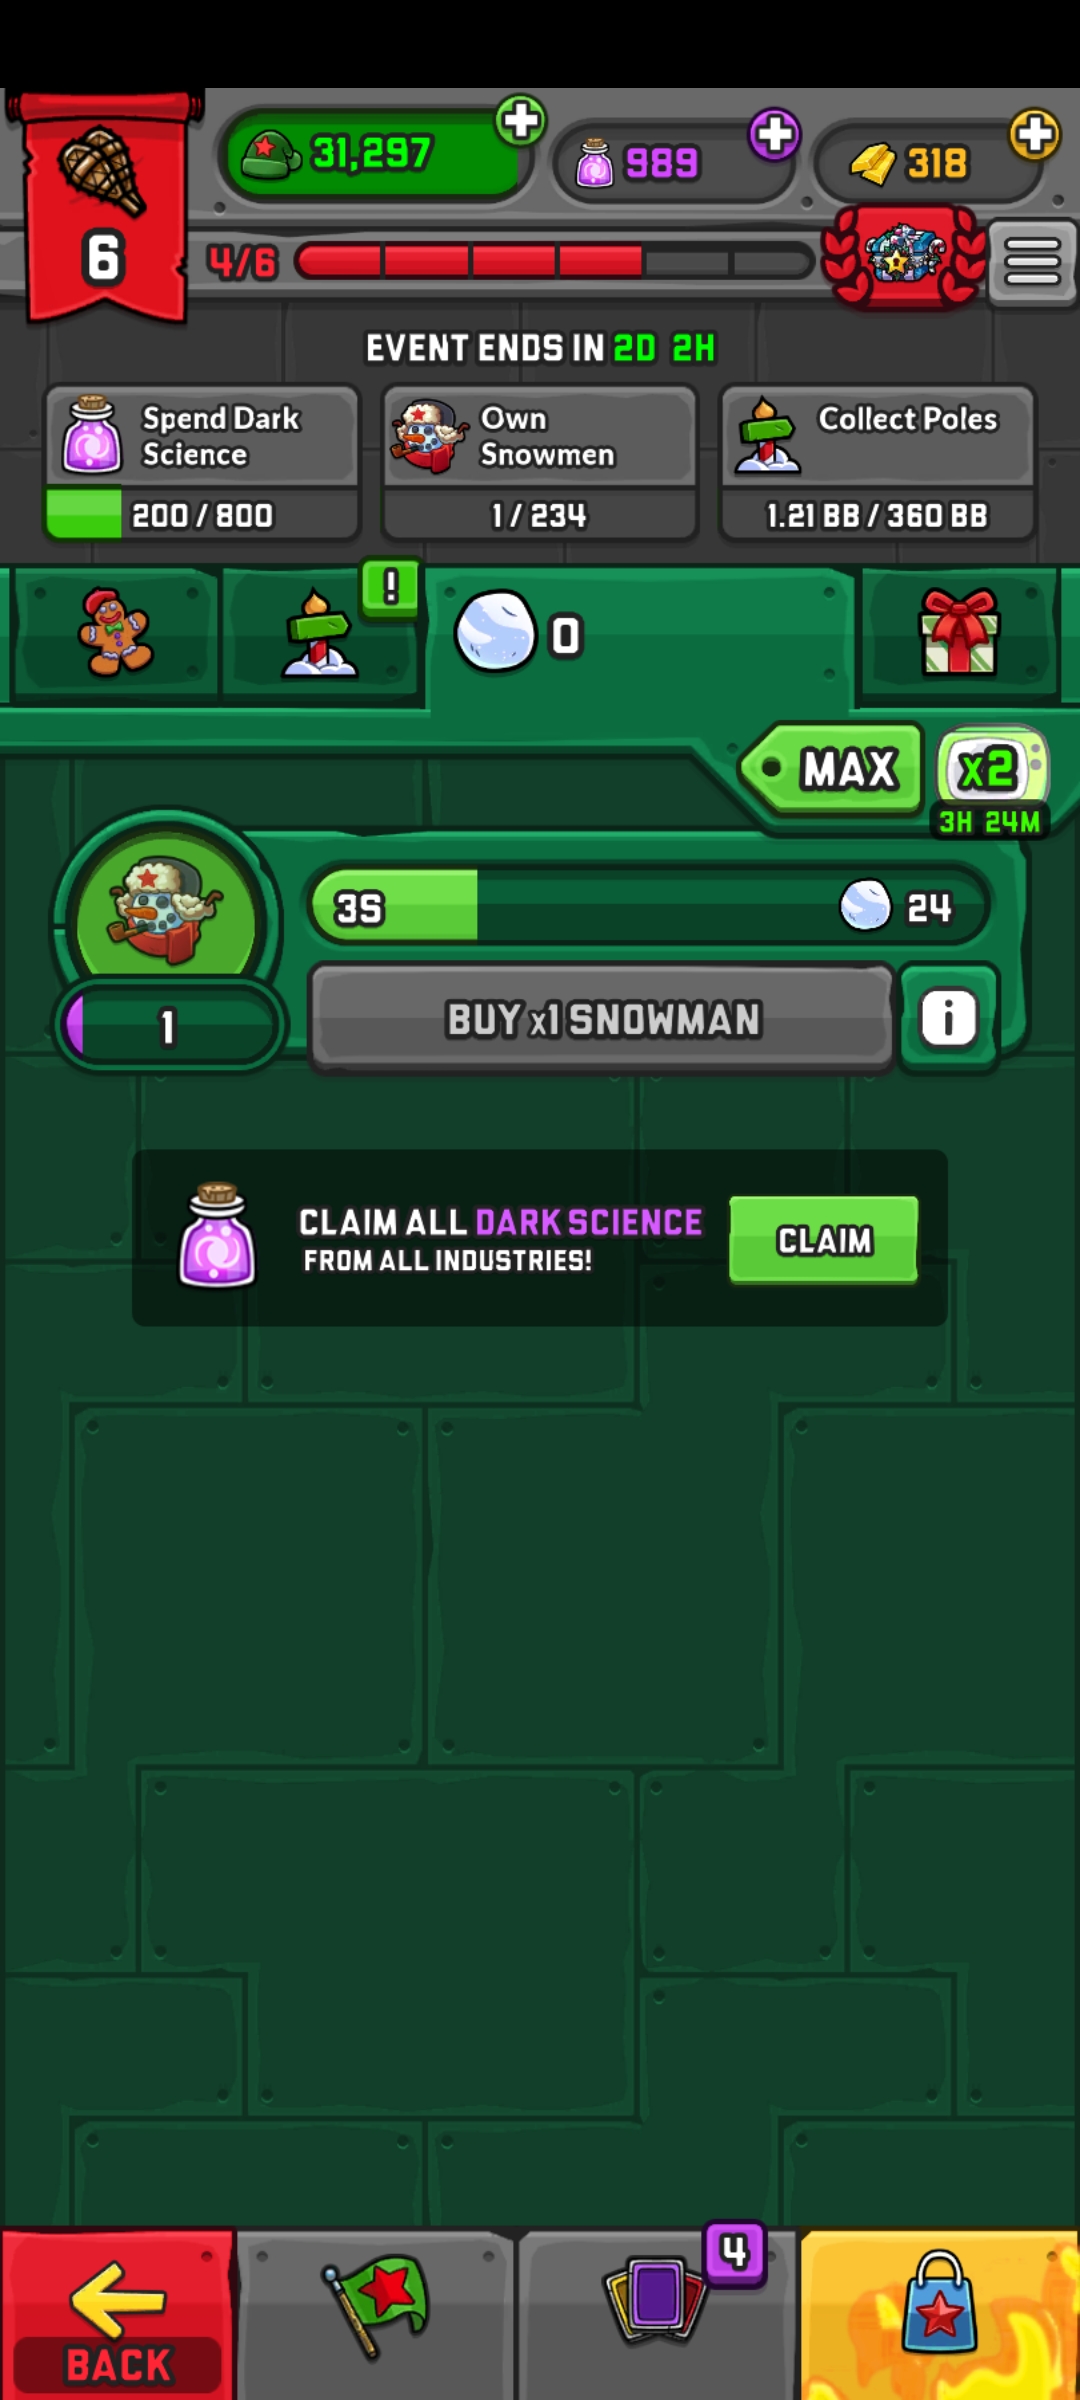 31,297
989
318
6
4/6
EVENT ENDS IN 2D 2H
Spend Dark
Science
200 / 800
Own
Snowmen
1 / 234
Collect Poles
1.21 BB / 360 BB
!
0
MAX
x2
3H 24M
3S
24
1
BUY x1 SNOWMAN
i
CLAIM ALL DARK SCIENCE
FROM ALL INDUSTRIES!
CLAIM
4
BACK